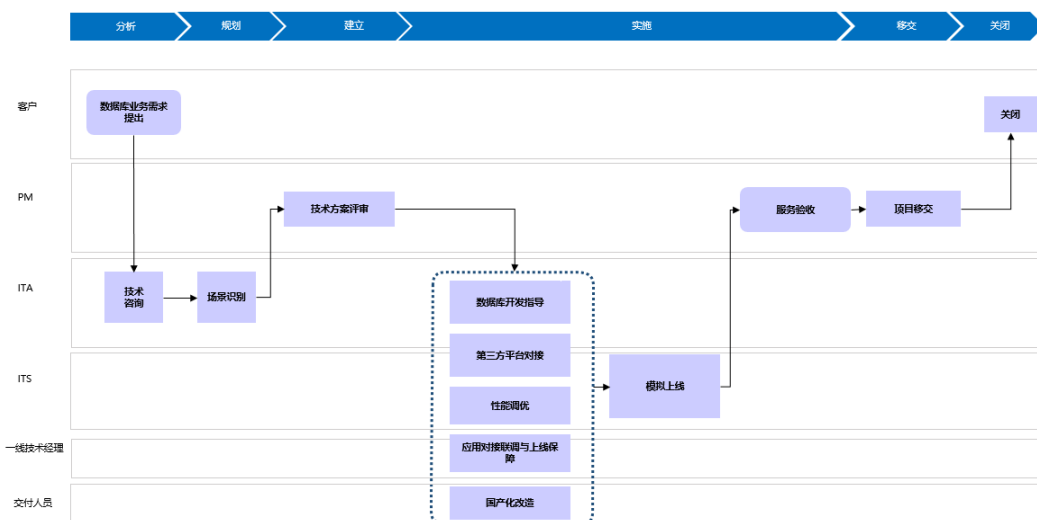 分析
规划
建立
实施
移交
关闭
客户
数据库业务需求
提出
关闭
PM
技术方案评审
服务验收
项目移交
ITA
技术
咨询
场景识别
数据库开发指导
第三方平台对接
ITS
模拟上线
性能调优
一线技术经理
应用对接联调与上线保
障
交付人员
国产化改造